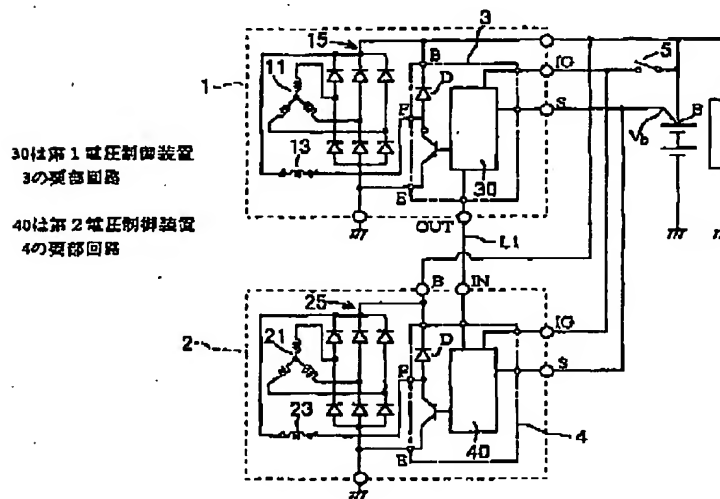 30は第1電圧制御装置
3の要部回路
40は第2電圧制御装置
4の要部回路
1
15
11
13
3
B
D
F
E
30
IG
S
5
B
Vb
OUT
L1
B
IN
2
25
21
23
D
F
E
40
4
IG
S